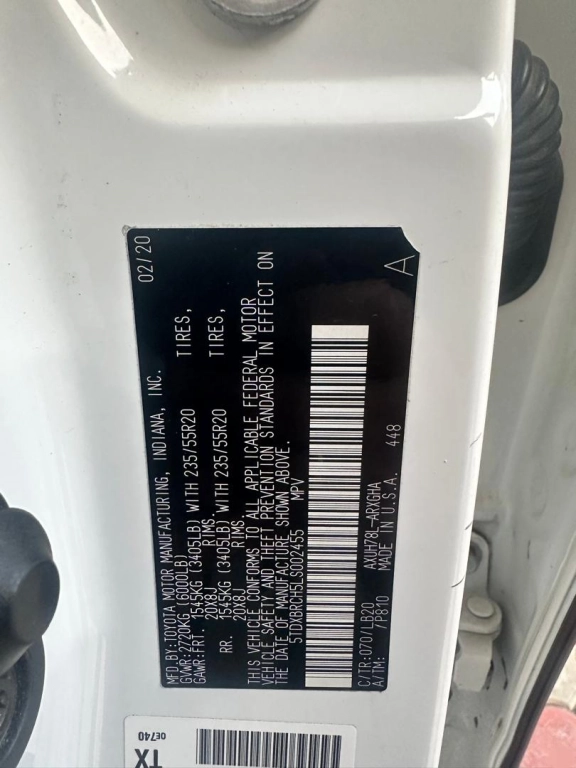 MFD.BY:TOYOTA MOTOR MANUFACTURING, INDIANA, INC. 02/20
GVWR:2720KG (6000LB)
GAWR:FRT. 1545KG (3405LB) WITH 235/55R20 TIRES,
20X8J RIMS
RR. 1545KG (3405LB) WITH 235/55R20 TIRES,
20X8J RIMS
THIS VEHICLE CONFORMS TO ALL APPLICABLE FEDERAL MOTOR
VEHICLE SAFETY AND THEFT PREVENTION STANDARDS IN EFFECT ON
THE DATE OF MANUFACTURE SHOWN ABOVE.
5TDXBRCH5LS002455 MPV
C/TR:070/LB20 AXUH78L-ARXGHA 448
A/TM: /P810 MADE IN U.S.A. A
0E740
TX